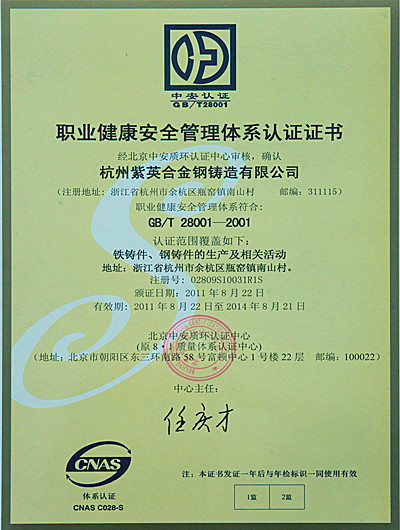 中安认证
GB/T28001
职业健康安全管理体系认证证书
经北京中安质环认证中心审核，确认
杭州紫英合金钢铸造有限公司
（注册地址：浙江省杭州市余杭区瓶窑镇南山村　　邮编：311115）
职业健康安全管理体系符合:
GB/T 28001—2001
认证范围覆盖如下:
铁铸件、钢铸件的生产及相关活动
地址：浙江省杭州市余杭区瓶窑镇南山村。
注册号: 02809S10031R1S
颁证日期: 2011 年 8 月 22 日
有效期: 2011 年 8 月 22 日至 2014 年 8 月 21 日
北京中安质环认证中心
（原 8・1 质量体系认证中心）
（地址: 北京市朝阳区东三环南路 58 号富顿中心 1 号楼 22 层　邮编: 100022）
中心主任:
任庆才
CNAS
体系认证
CNAS C028-S
注：本证书发证一年后与年检标识一同使用有效
1监 2监